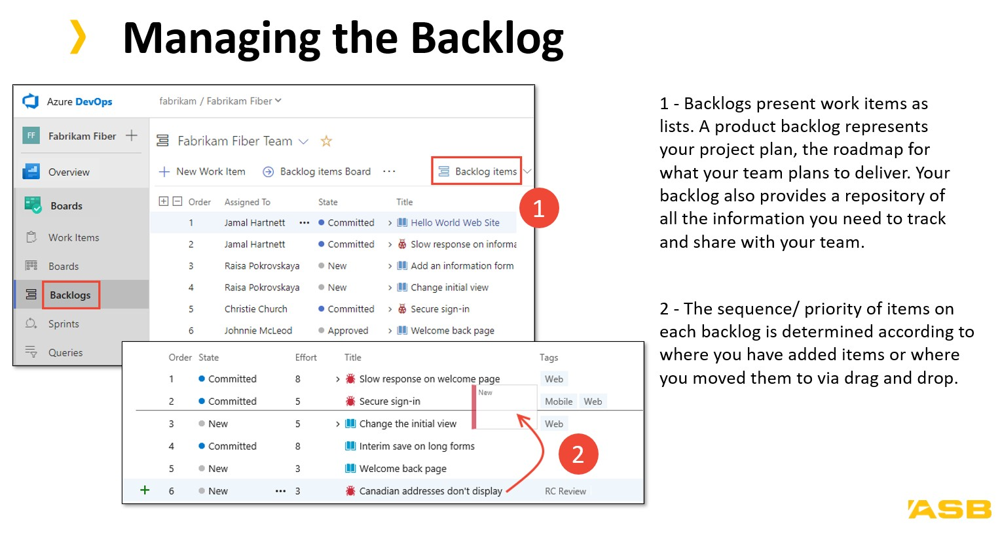 Managing the Backlog
Azure DevOps
fabrikam / Fabrikam Fiber
FF Fabrikam Fiber
Overview
Boards
Work Items
Boards
Backlogs
Sprints
Queries
Fabrikam Fiber Team
New Work Item Backlog items Board ... Backlog items
Order Assigned To State Title
1 Jamal Hartnett ... Committed Hello World Web Site
2 Jamal Hartnett Committed Slow response on informa
3 Raisa Pokrovskaya New Add an information form
4 Raisa Pokrovskaya New Change initial view
5 Christie Church Committed Secure sign-in
6 Johnnie McLeod Approved Welcome back page
1
Order State Effort Title Tags
1 Committed 8 Slow response on welcome page Web
2 Committed 5 Secure sign-in Mobile Web
New
3 New 5 Change the initial view Web
4 Committed 8 Interim save on long forms
5 New 3 Welcome back page
6 New ... 3 Canadian addresses don't display RC Review
2
1 - Backlogs present work items as
lists. A product backlog represents
your project plan, the roadmap for
what your team plans to deliver. Your
backlog also provides a repository of
all the information you need to track
and share with your team.
2 - The sequence/ priority of items on
each backlog is determined according to
where you have added items or where
you moved them to via drag and drop.
ASB